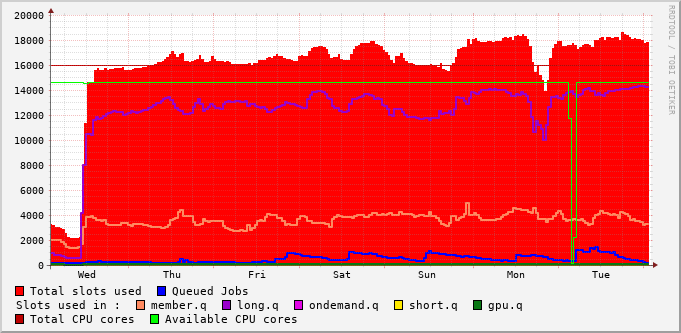 20000
18000
16000
14000
12000
10000
8000
6000
4000
2000
0
Wed Thu Fri Sat Sun Mon Tue
RRDTOOL / TOBI OETIKER
Total slots used Queued Jobs
Slots used in : member.q long.q ondemand.q short.q gpu.q
Total CPU cores Available CPU cores